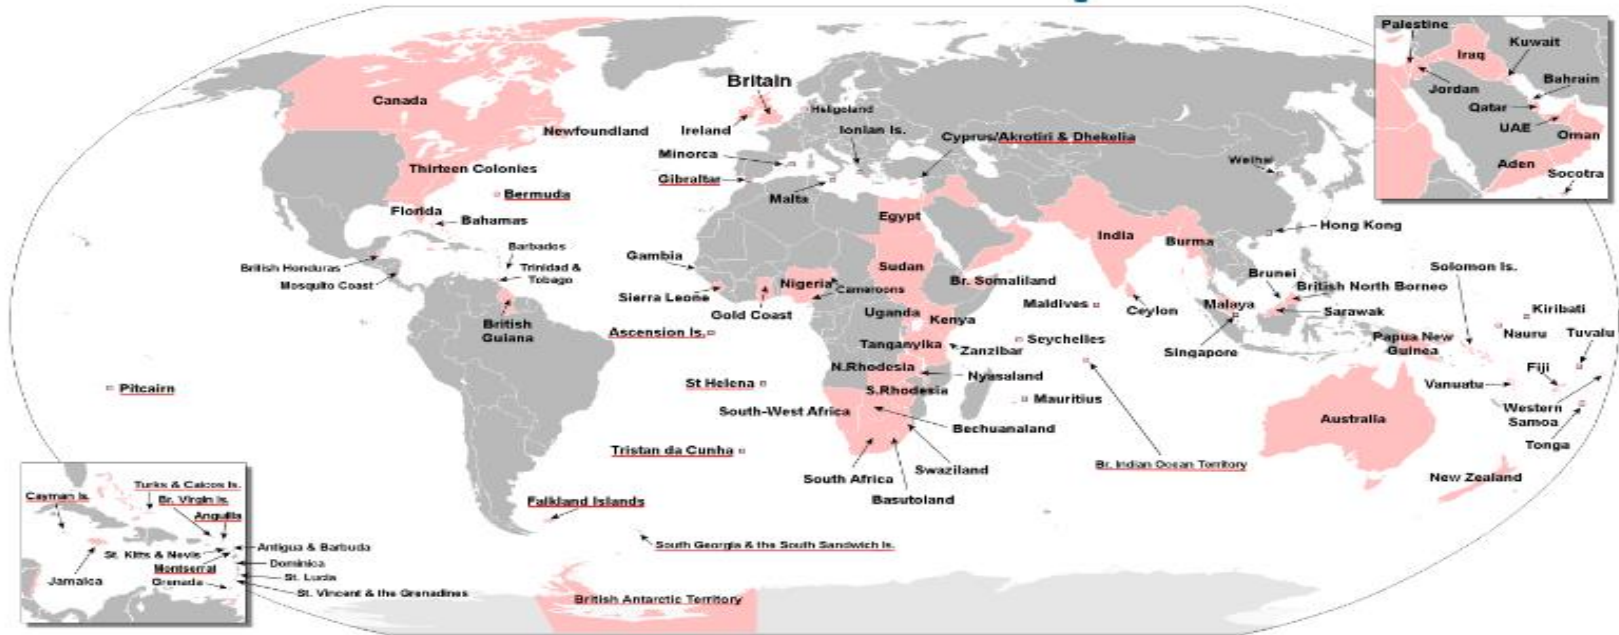 Canada
Newfoundland
Thirteen Colonies
Bermuda
Florida
Bahamas
Barbados
British Honduras
Mosquito Coast
Trinidad &
Tobago
British
Guiana
Pitcairn
Britain
Heligoland
Ireland
Ionian Is.
Cyprus/Akrotiri & Dhekelia
Minorca
Gibraltar
Malta
Weihai
Egypt
Hong Kong
India
Burma
Gambia
Sudan
Br. Somaliland
Nigeria
Cameroons
Sierra Leone
Gold Coast
Maldives
Ceylon
Brunei
British North Borneo
Solomon Is.
Malaya
Sarawak
Kiribati
Uganda
Kenya
Ascension Is.
Nauru
Tuvalu
Tanganyika
Zanzibar
Seychelles
Singapore
Papua New
Guinea
N.Rhodesia
Nyasaland
Fiji
St Helena
S.Rhodesia
Mauritius
Vanuatu
South-West Africa
Western
Samoa
Australia
Bechuanaland
Tonga
Tristan da Cunha
Swaziland
Br. Indian Ocean Territory
South Africa
New Zealand
Basutoland
Falkland Islands
South Georgia & the South Sandwich Is.
British Antarctic Territory
Palestine
Iraq
Kuwait
Jordan
Bahrain
Qatar
UAE
Oman
Aden
Socotra
Cayman Is.
Turks & Caicos Is.
Br. Virgin Is.
Anguilla
St. Kitts & Nevis
Antigua & Barbuda
Montserrat
Dominica
Jamaica
Grenada
St. Lucia
St. Vincent & the Grenadines